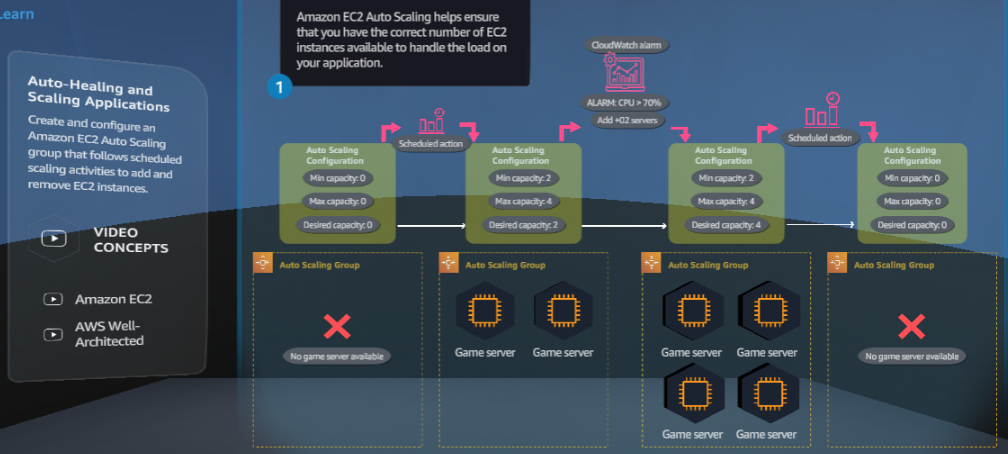 Learn
Auto-Healing and
Scaling Applications
Create and configure an
Amazon EC2 Auto Scaling
group that follows scheduled
scaling activities to add and
remove EC2 instances.
VIDEO
CONCEPTS
Amazon EC2
AWS Well-
Architected
Amazon EC2 Auto Scaling helps ensure
that you have the correct number of EC2
instances available to handle the load on
your application.
1
CloudWatch alarm
ALARM: CPU > 70%
Add +02 servers
Scheduled action
Scheduled action
Auto Scaling
Configuration
Min capacity: 0
Max capacity: 0
Desired capacity: 0
Auto Scaling
Configuration
Min capacity: 2
Max capacity: 4
Desired capacity: 2
Auto Scaling
Configuration
Min capacity: 2
Max capacity: 4
Desired capacity: 4
Auto Scaling
Configuration
Min capacity: 0
Max capacity: 0
Desired capacity: 0
Auto Scaling Group
No game server available
Auto Scaling Group
Game server
Game server
Auto Scaling Group
Game server
Game server
Game server
Game server
Auto Scaling Group
No game server available